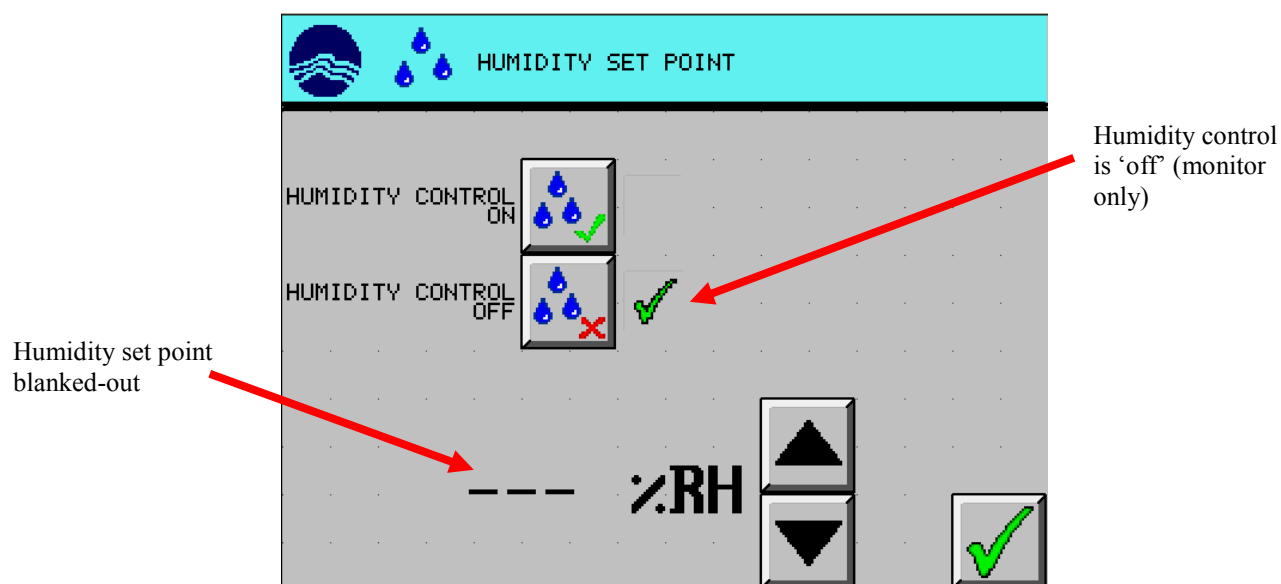 HUMIDITY SET POINT
Humidity control
is ‘off’ (monitor
only)
HUMIDITY CONTROL
ON
HUMIDITY CONTROL
OFF
Humidity set point
blanked-out
--- %RH